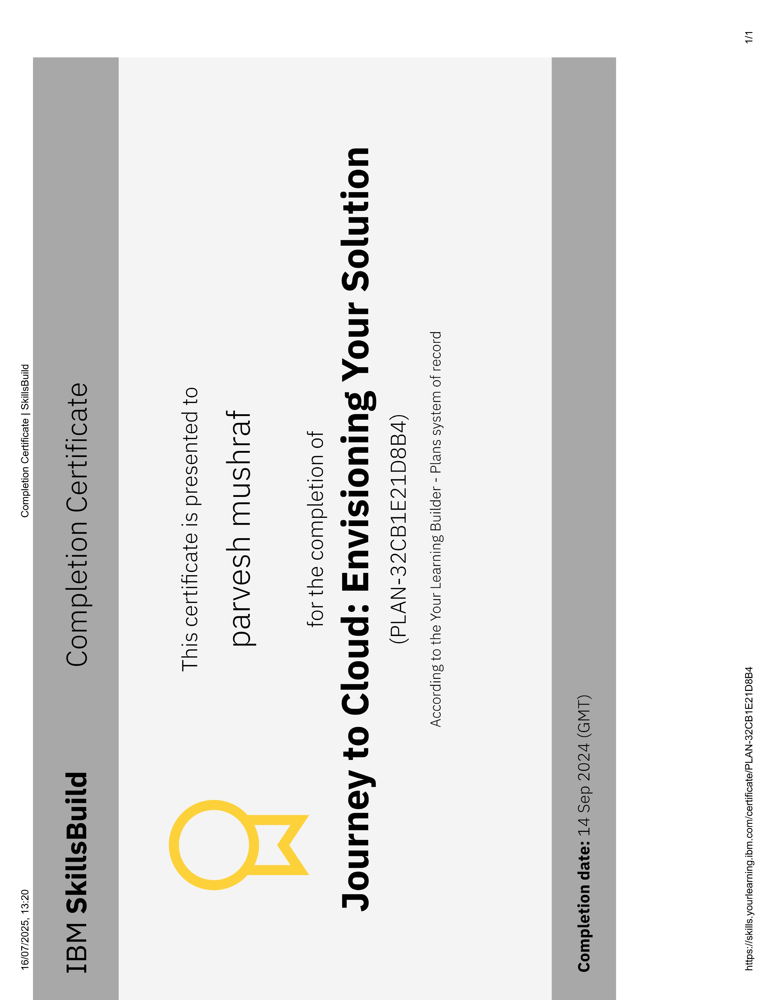 16/07/2025, 13:20 Completion Certificate | SkillsBuild
IBM SkillsBuild Completion Certificate
This certificate is presented to
parvesh mushraf
for the completion of
Journey to Cloud: Envisioning Your Solution
(PLAN-32CB1E21D8B4)
According to the Your Learning Builder - Plans system of record
Completion date: 14 Sep 2024 (GMT)
https://skills.yourlearning.ibm.com/certificate/PLAN-32CB1E21D8B4 1/1